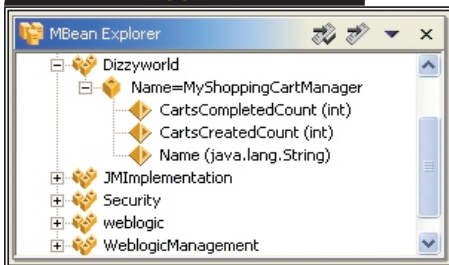 MBean Explorer
Dizzyworld
Name=MyShoppingCartManager
CartsCompletedCount (int)
CartsCreatedCount (int)
Name (java.lang.String)
JMImplementation
Security
weblogic
WeblogicManagement